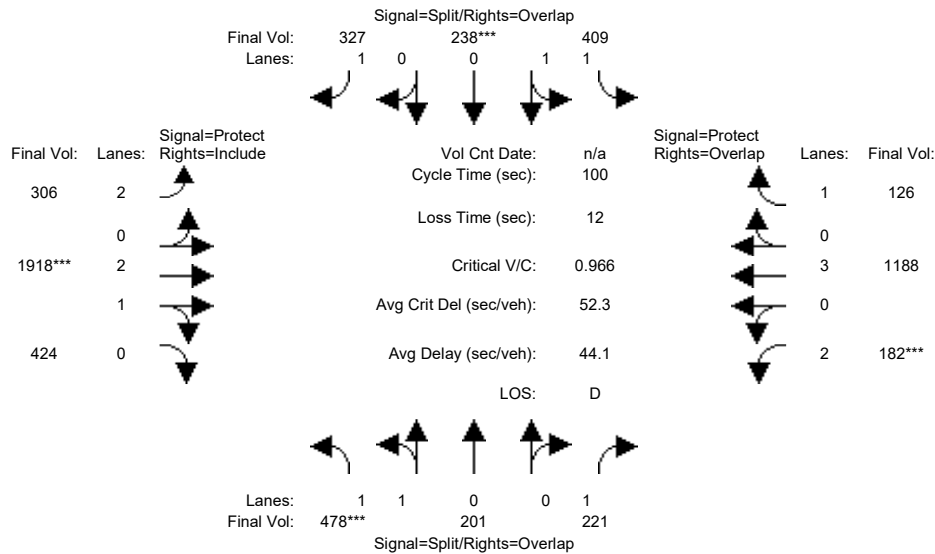 Signal=Split/Rights=Overlap
Final Vol: 327 238*** 409
Lanes: 1 0 0 1 1
Signal=Protect Signal=Protect
Final Vol: Lanes: Rights=Include Vol Cnt Date: n/a Rights=Overlap Lanes: Final Vol:
Cycle Time (sec): 100
306 2 1 126
Loss Time (sec): 12
0 0
1918*** 2 Critical V/C: 0.966 3 1188
1 Avg Crit Del (sec/veh): 52.3 0
424 0 Avg Delay (sec/veh): 44.1 2 182***
LOS: D
Lanes: 1 1 0 0 1
Final Vol: 478*** 201 221
Signal=Split/Rights=Overlap